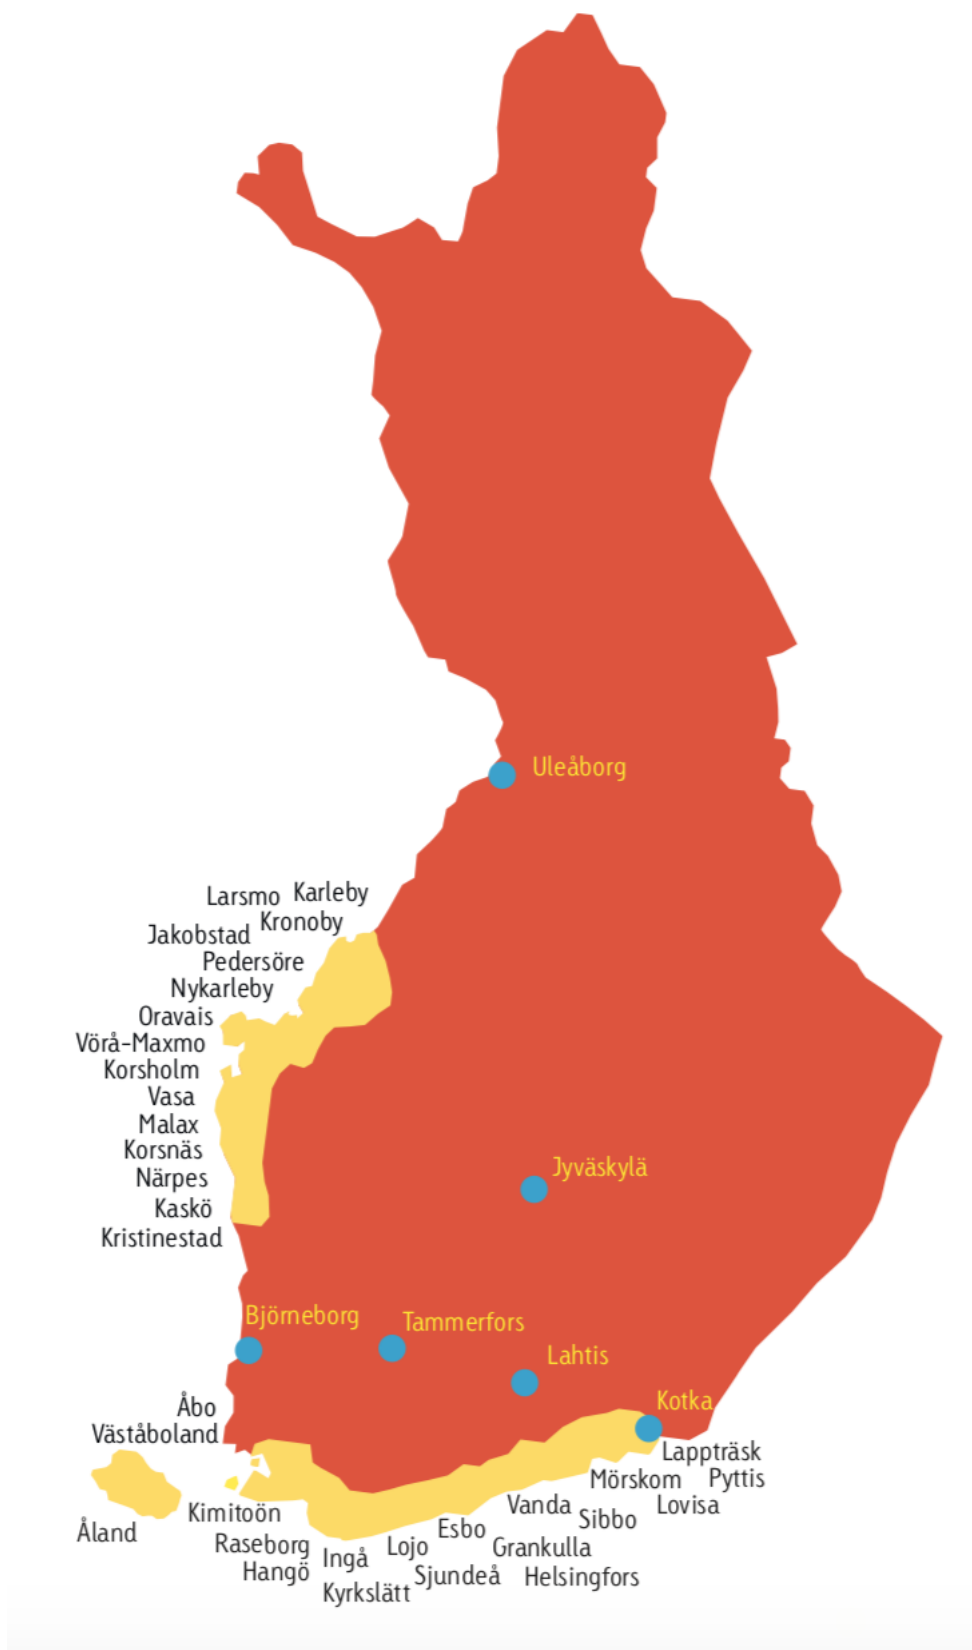 Uleåborg
Larsmo
Karleby
Kronoby
Jakobstad
Pedersöre
Nykarleby
Oravais
Vörå-Maxmo
Korsholm
Vasa
Malax
Korsnäs
Närpes
Kaskö
Kristinestad
Jyväskylä
Björneborg
Tammerfors
Lahtis
Kotka
Åbo
Väståboland
Åland
Kimitoön
Raseborg
Hangö
Ingå
Kyrkslätt
Lojo
Sjundeå
Esbo
Grankulla
Helsingfors
Vanda
Sibbo
Mörskom
Lovisa
Lappträsk
Pyttis